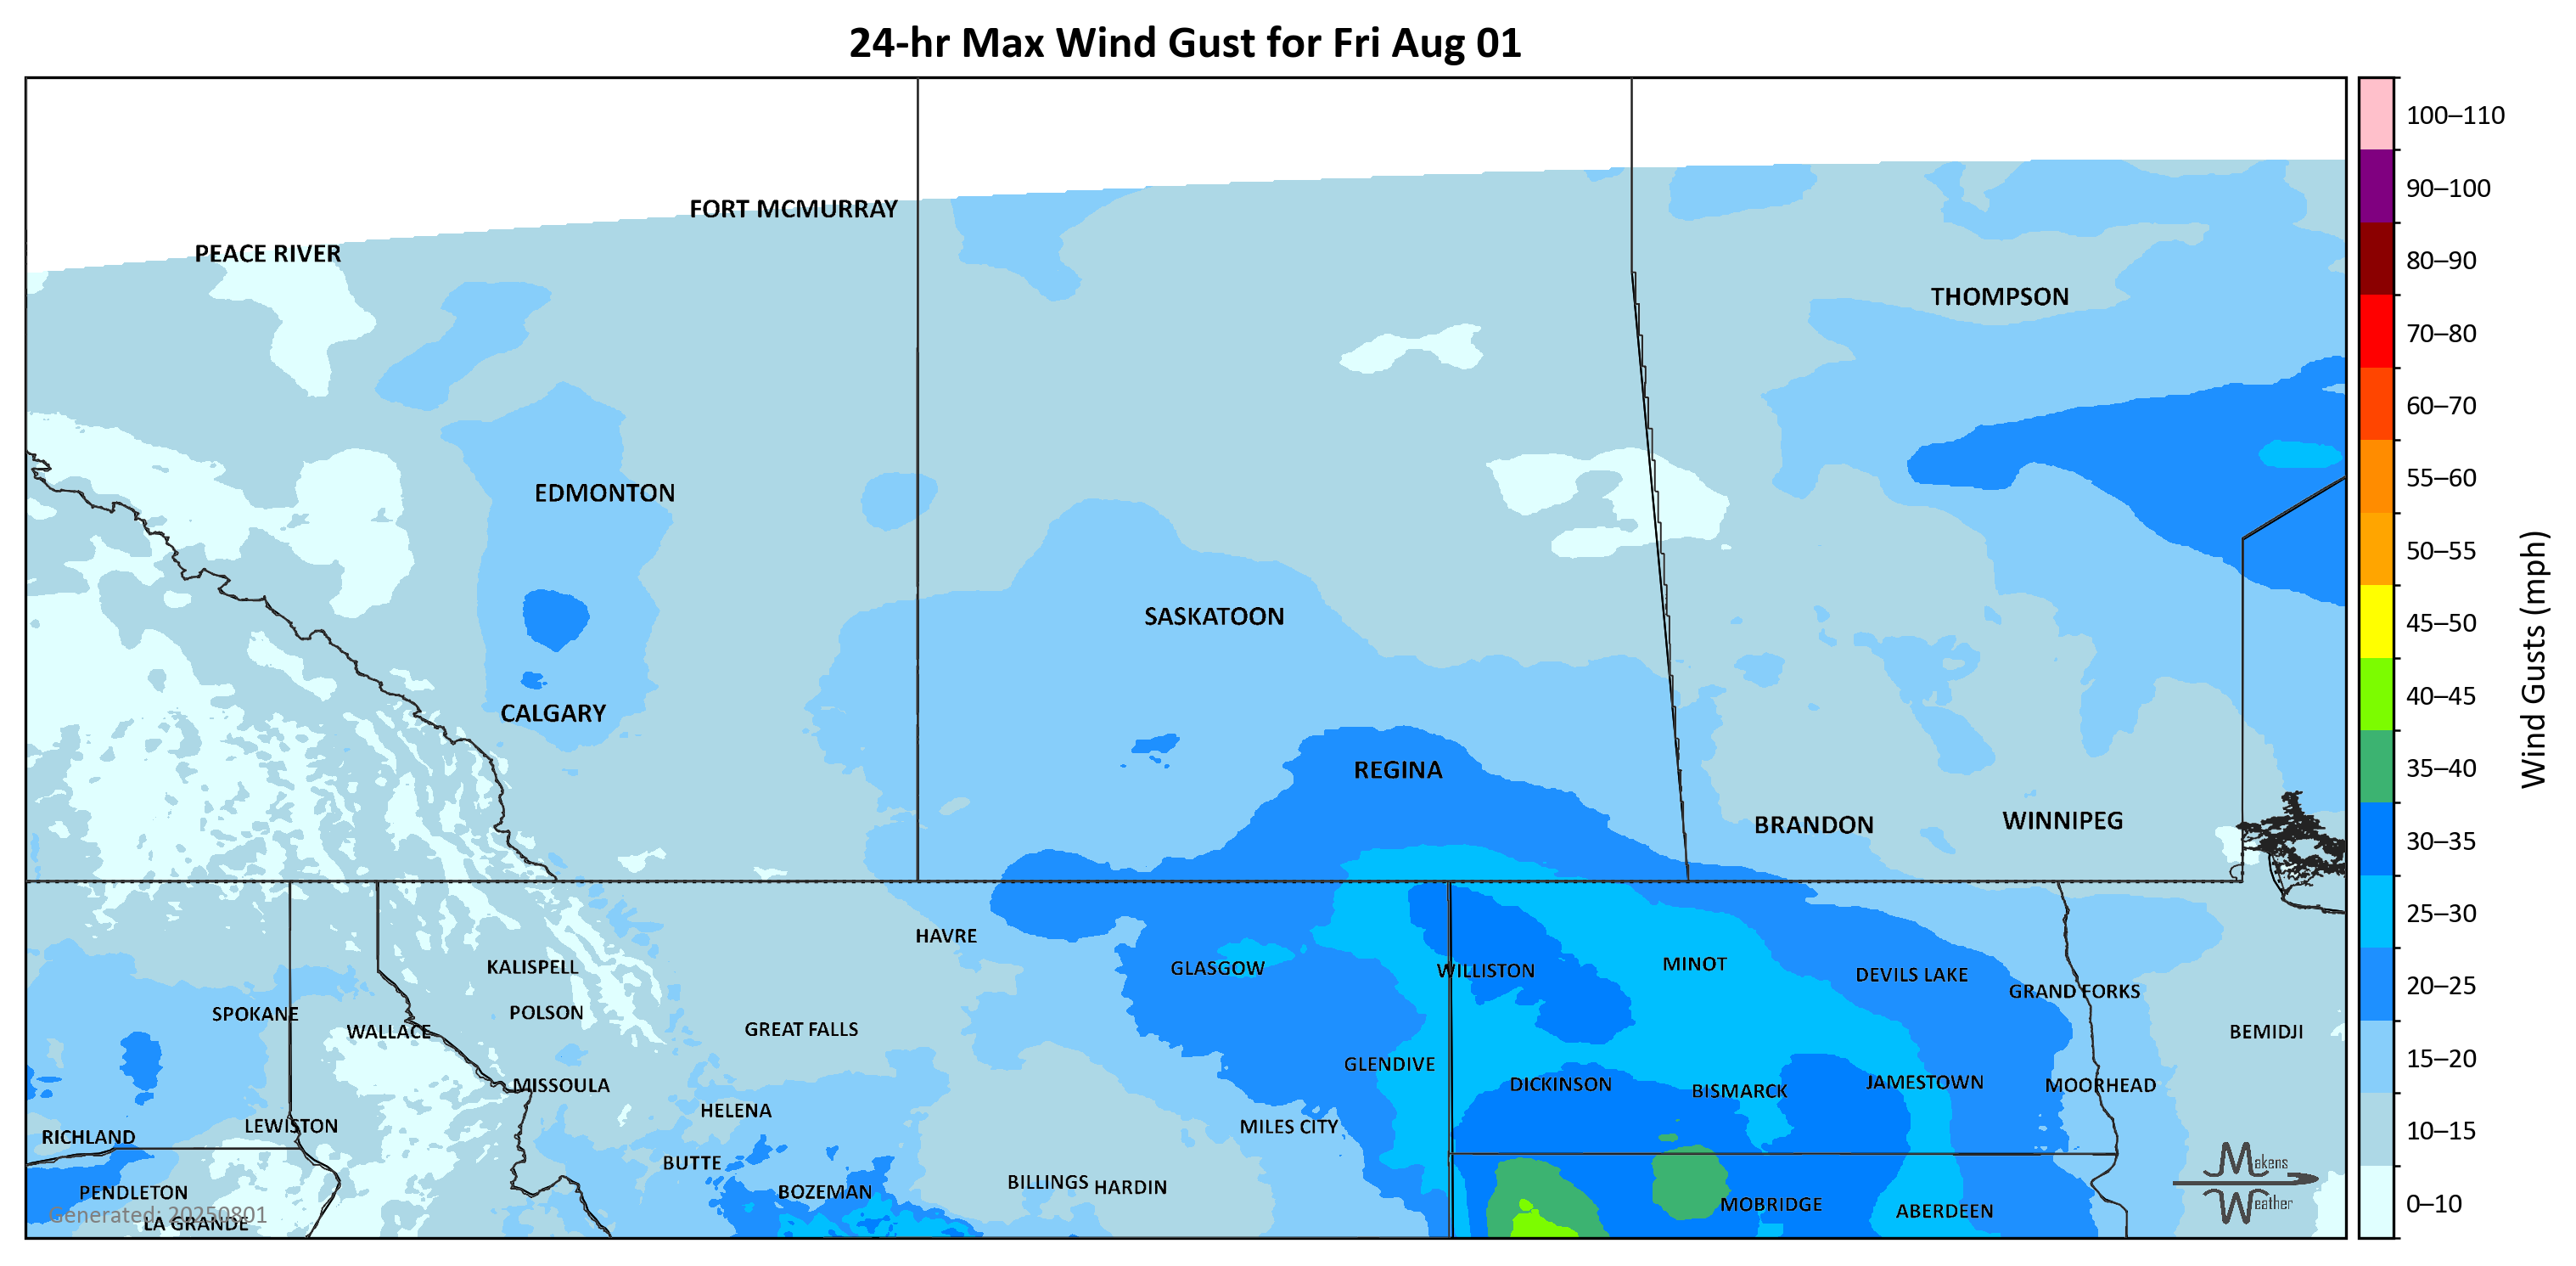 24-hr Max Wind Gust for Fri Aug 01
100–110
90–100
80–90
70–80
60–70
55–60
50–55
45–50
40–45
35–40
30–35
25–30
20–25
15–20
10–15
0–10
Wind Gusts (mph)
FORT MCMURRAY
PEACE RIVER
THOMPSON
EDMONTON
SASKATOON
CALGARY
REGINA
BRANDON
WINNIPEG
HAVRE
KALISPELL
GLASGOW
WILLISTON
MINOT
DEVILS LAKE
GRAND FORKS
SPOKANE
POLSON
WALLACE
GREAT FALLS
BEMIDJI
GLENDIVE
MISSOULA
DICKINSON
BISMARCK
JAMESTOWN
MOORHEAD
HELENA
LEWISTON
MILES CITY
RICHLAND
BUTTE
BILLINGS
HARDIN
PENDLETON
BOZEMAN
MOBRIDGE
ABERDEEN
LA GRANDE
Generated: 20250801
Makens
Weather